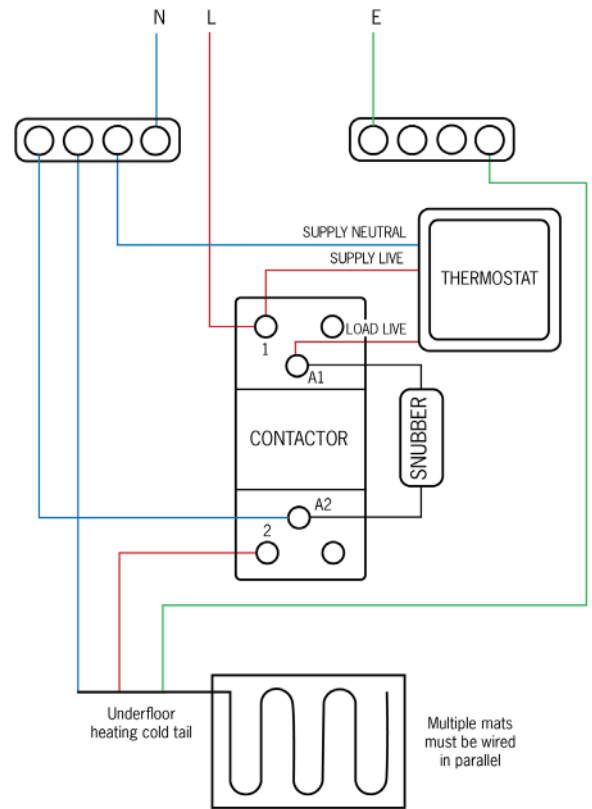 N
L
E
SUPPLY NEUTRAL
SUPPLY LIVE
THERMOSTAT
LOAD LIVE
1
A1
CONTACTOR
SNUBBER
A2
2
Underfloor
heating cold tail
Multiple mats
must be wired
in parallel